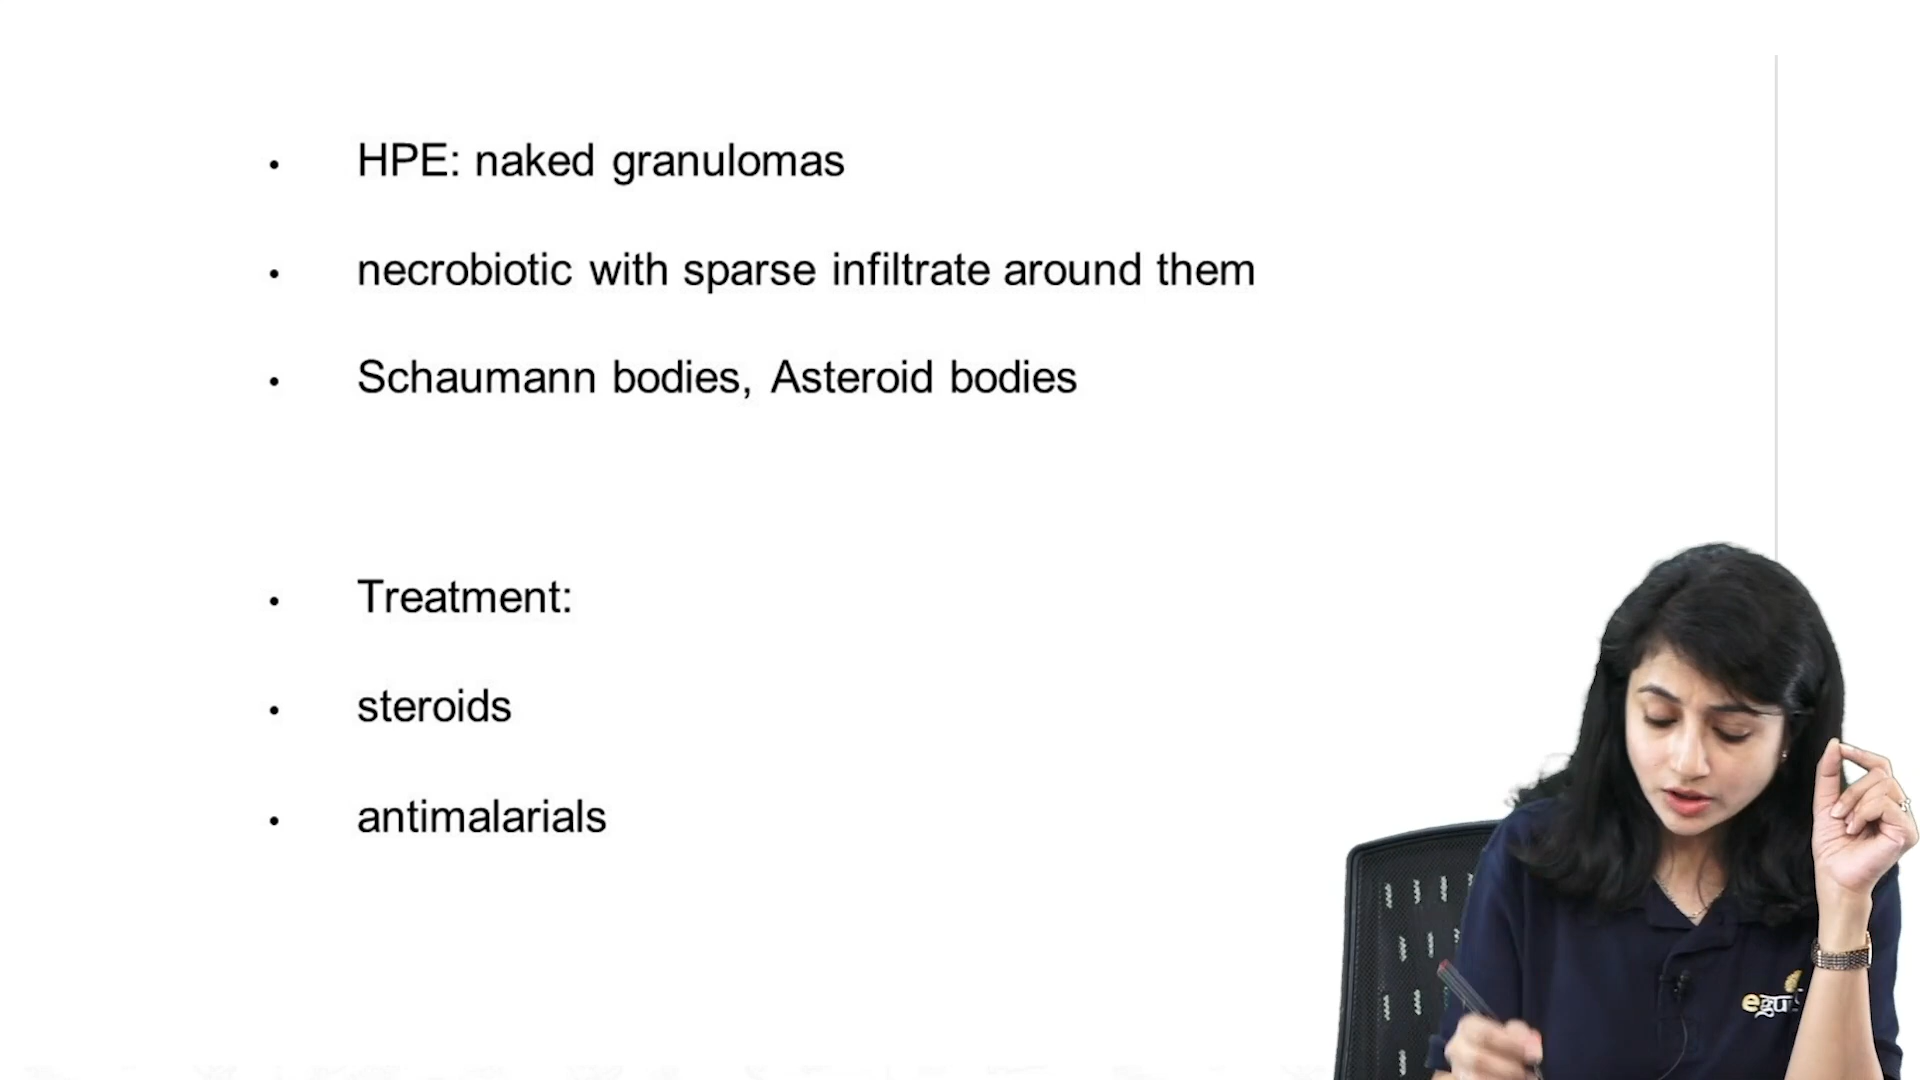 • HPE: naked granulomas
• necrobiotic with sparse infiltrate around them
• Schaumann bodies, Asteroid bodies
• Treatment:
• steroids
• antimalarials